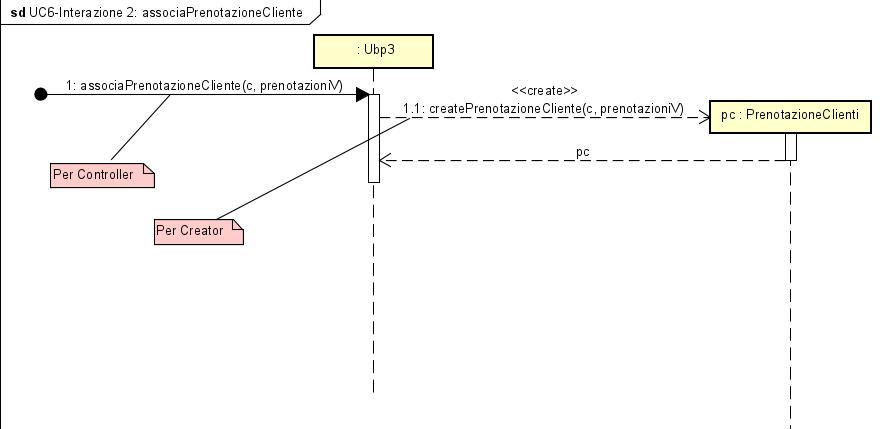 sd UC6-Interazione 2: associaPrenotazioneCliente
: Ubp3
1: associaPrenotazioneCliente(c, prenotazioniV)
<<create>>
1.1: createPrenotazioneCliente(c, prenotazioniV)
pc : PrenotazioneClienti
pc
Per Controller
Per Creator